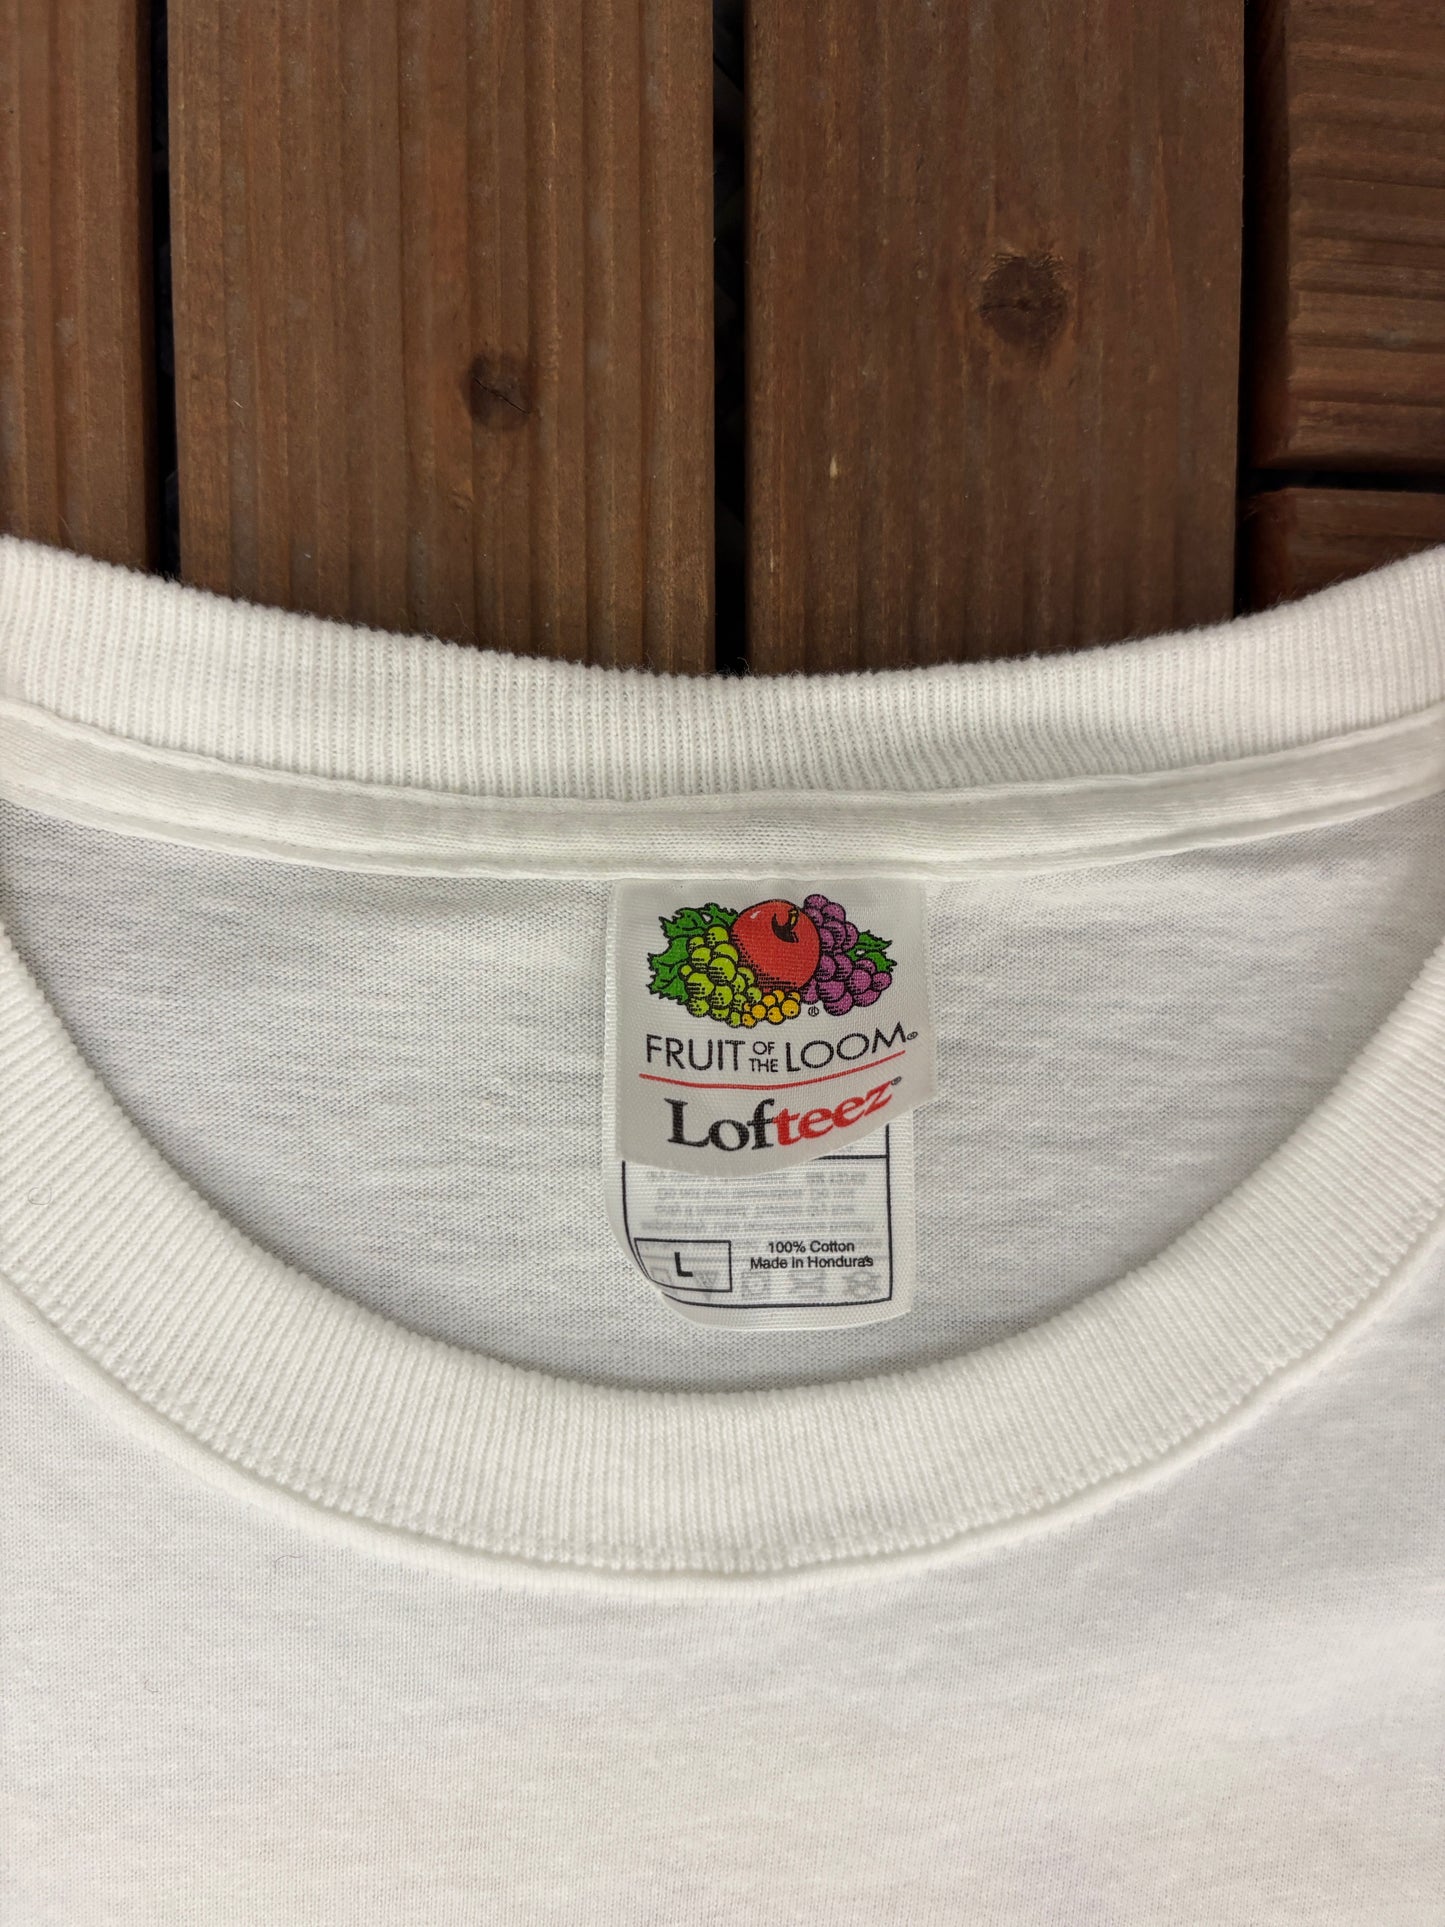 FRUIT OF THE LOOM®
Lofteez®
L
100% Cotton
Made in Honduras